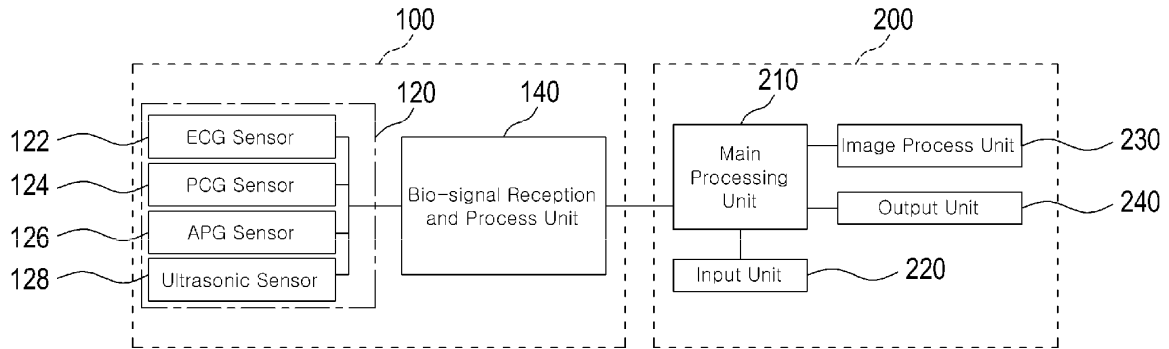 100
200
120
140
210
122
ECG Sensor
124
PCG Sensor
126
APG Sensor
128
Ultrasonic Sensor
Bio-signal Reception
and Process Unit
Main
Processing
Unit
Image Process Unit
230
Output Unit
240
Input Unit
220